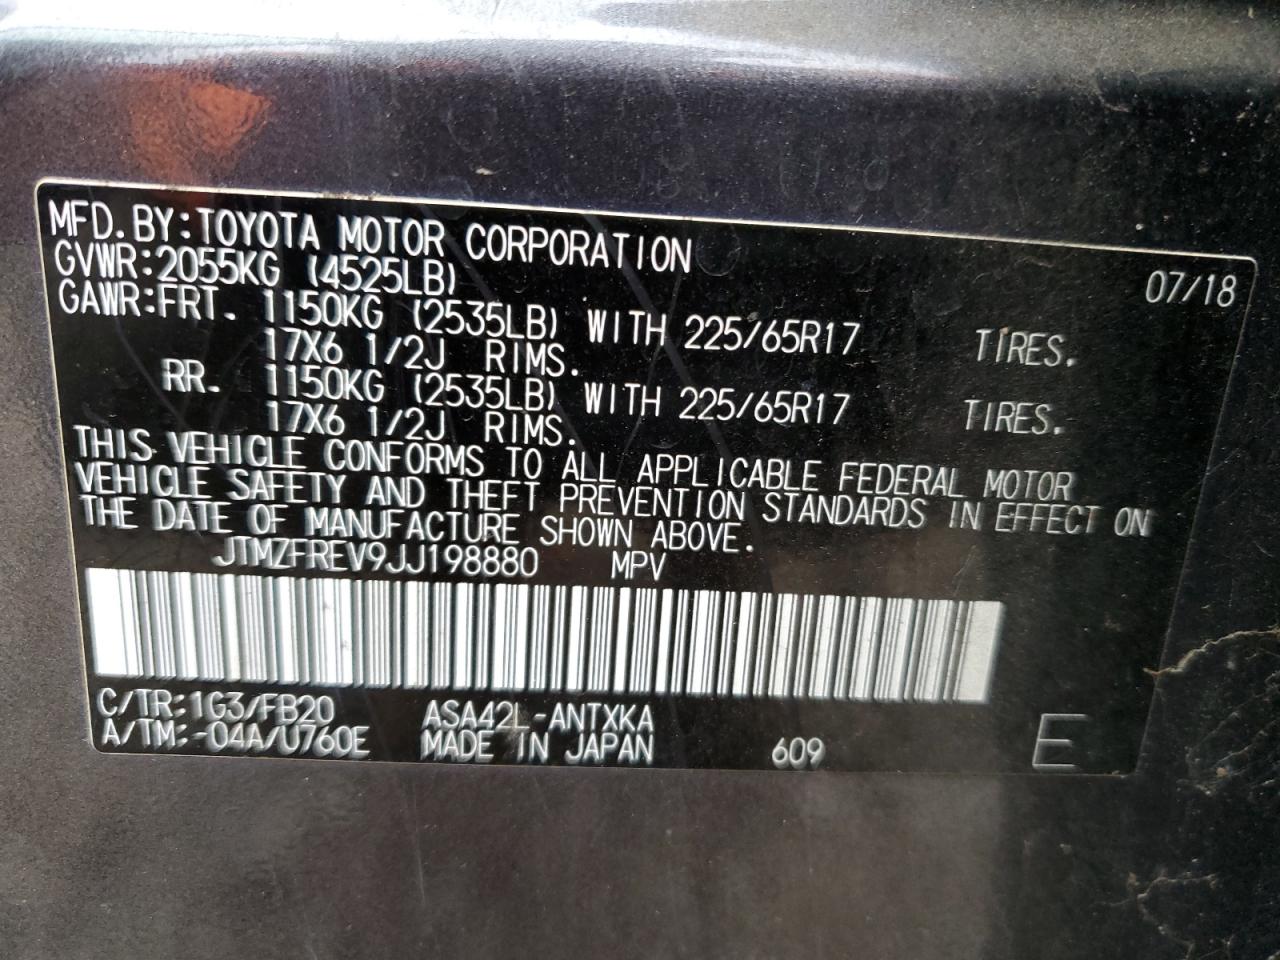 MFD. BY: TOYOTA MOTOR CORPORATION 07/18
GVWR: 2055KG (4525LB)
GAWR: FRT. 1150KG (2535LB) WITH 225/65R17 TIRES.
17X6 1/2J RIMS.
RR. 1150KG (2535LB) WITH 225/65R17 TIRES.
17X6 1/2J RIMS.
THIS VEHICLE CONFORMS TO ALL APPLICABLE FEDERAL MOTOR
VEHICLE SAFETY AND THEFT PREVENTION STANDARDS IN EFFECT ON
THE DATE OF MANUFACTURE SHOWN ABOVE.
JTMZFREV9JJ198880 MPV
C/TR: 1G3/FB20 ASA42L-ANTXKA
A/TM: -04A/U760E MADE IN JAPAN 609 E